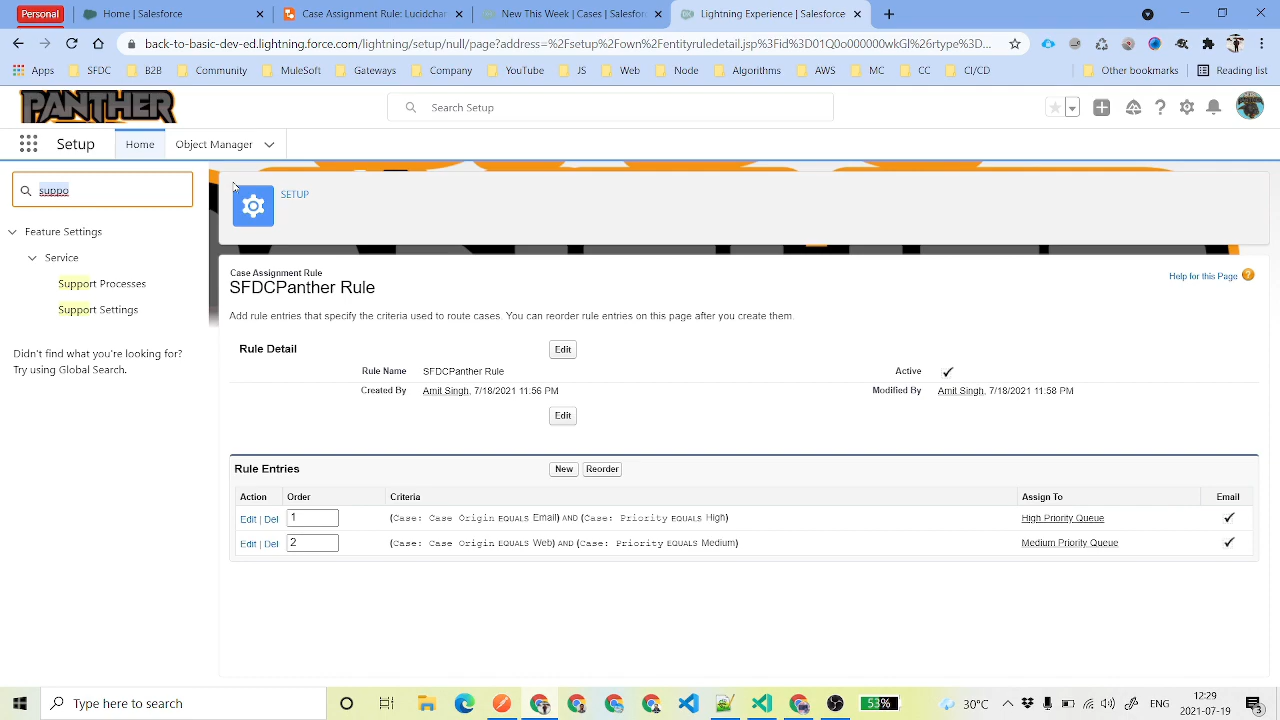 Personal
Home | Salesforce
Case Assignment Rule: Lucidchar
New This Week | Cases | Salesfor
Lightning Experience | Salesforce
back-to-basic-dev-ed.lightning.force.com/lightning/setup/null/page?address=%2Fsetup%2Fown%2Fentityruledetail.jsp%3Fid%3D01Q0o000000wkGl%26rtype%3D...
Apps
SFDC
B2B
Community
MuleSoft
Gateways
Company
YouTube
JS
Web
Node
Algorithms
AWS
MC
CC
CI/CD
Other bookmarks
Reading list
PANTHER
Search Setup
Setup
Home
Object Manager
suppo
SETUP
Feature Settings
Service
Support Processes
Support Settings
Didn't find what you're looking for?
Try using Global Search.
Case Assignment Rule
SFDCPanther Rule
Help for this Page
Add rule entries that specify the criteria used to route cases. You can reorder rule entries on this page after you create them.
Rule Detail
Edit
Rule Name SFDCPanther Rule Active
Created By Amit Singh, 7/18/2021 11:56 PM Modified By Amit Singh, 7/18/2021 11:58 PM
Edit
Rule Entries
New Reorder
Action Order Criteria Assign To Email
Edit | Del 1 (Case: Case Origin EQUALS Email) AND (Case: Priority EQUALS High) High Priority Queue
Edit | Del 2 (Case: Case Origin EQUALS Web) AND (Case: Priority EQUALS Medium) Medium Priority Queue
Type here to search
53%
30°C
ENG
12:29
2021-07-19
3